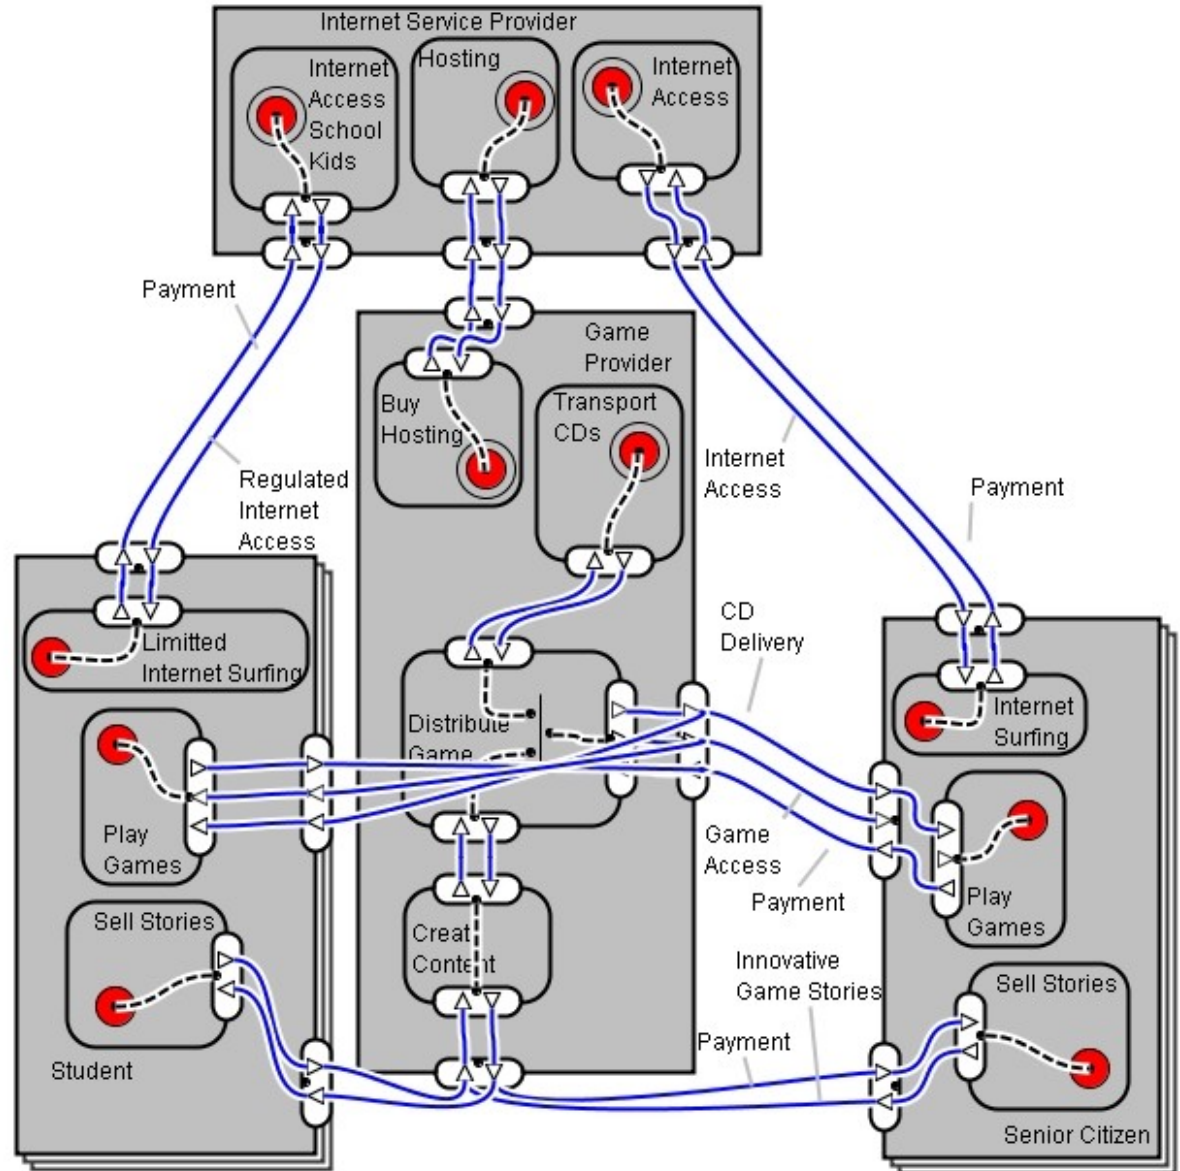 Internet Service Provider
Internet
Access
School
Kids
Hosting
Internet
Access
Payment
Game
Provider
Buy
Hosting
Transport
CDs
Regulated
Internet
Access
Internet
Access
Payment
Limitted
Internet Surfing
CD
Delivery
Internet
Surfing
Distribute
Game
Play
Games
Game
Access
Payment
Play
Games
Sell Stories
Creat
Content
Innovative
Game Stories
Sell Stories
Payment
Student
Senior Citizen